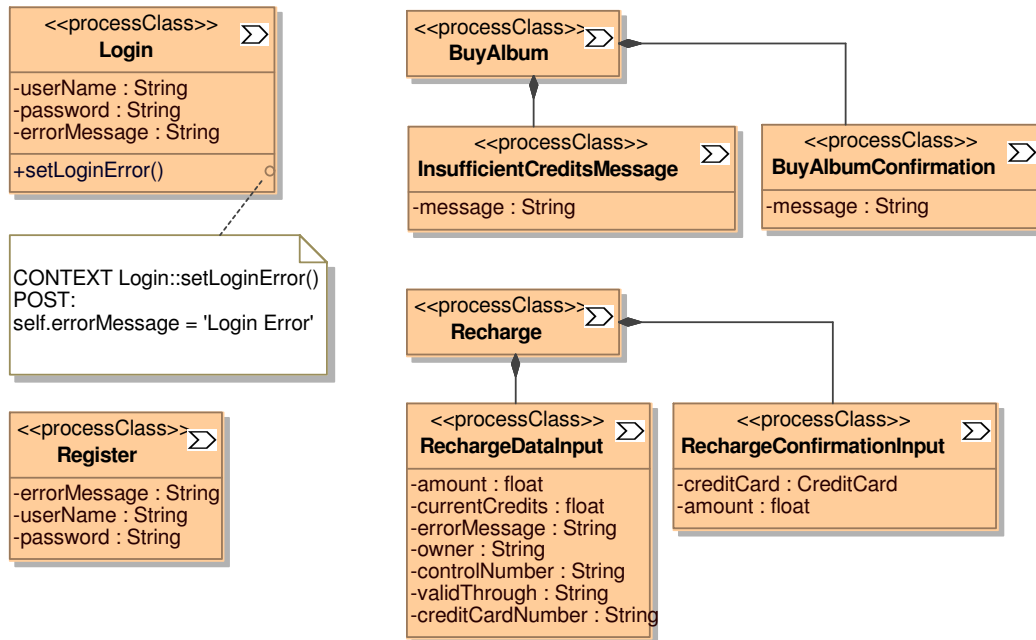 <<processClass>>
Login
-userName : String
-password : String
-errorMessage : String
+setLoginError()
CONTEXT Login::setLoginError()
POST:
self.errorMessage = 'Login Error'
<<processClass>>
Register
-errorMessage : String
-userName : String
-password : String
<<processClass>>
BuyAlbum
<<processClass>>
InsufficientCreditsMessage
-message : String
<<processClass>>
BuyAlbumConfirmation
-message : String
<<processClass>>
Recharge
<<processClass>>
RechargeDataInput
-amount : float
-currentCredits : float
-errorMessage : String
-owner : String
-controlNumber : String
-validThrough : String
-creditCardNumber : String
<<processClass>>
RechargeConfirmationInput
-creditCard : CreditCard
-amount : float